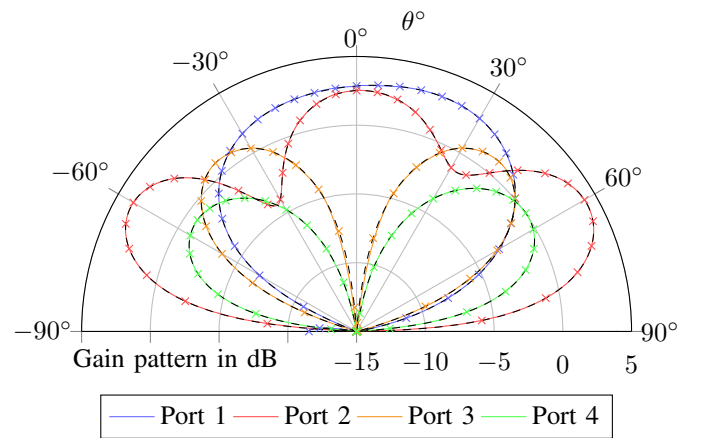 θ°
0°
−30° 30°
−60° 60°
−90° 90°
Gain pattern in dB −15 −10 −5 0 5
Port 1 Port 2 Port 3 Port 4